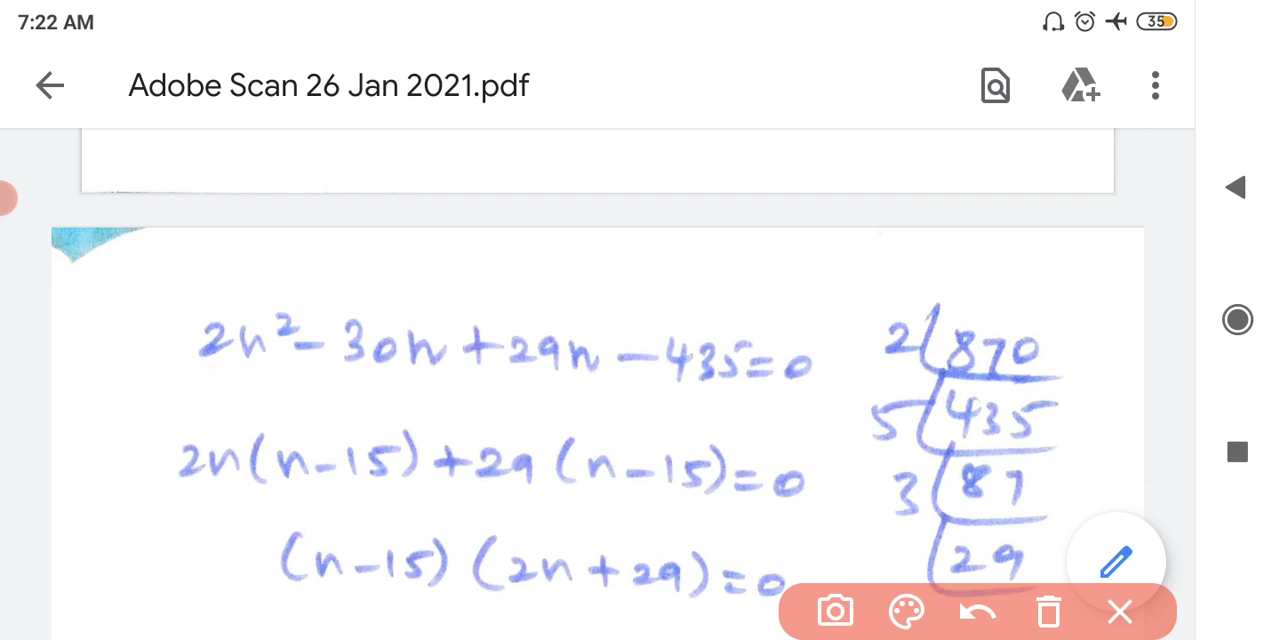 7:22 AM
35
Adobe Scan 26 Jan 2021.pdf
2n² - 30n + 29n - 435 = 0
2n(n-15) + 29(n-15) = 0
(n-15) (2n + 29) = 0
2 870
5 435
3 87
29